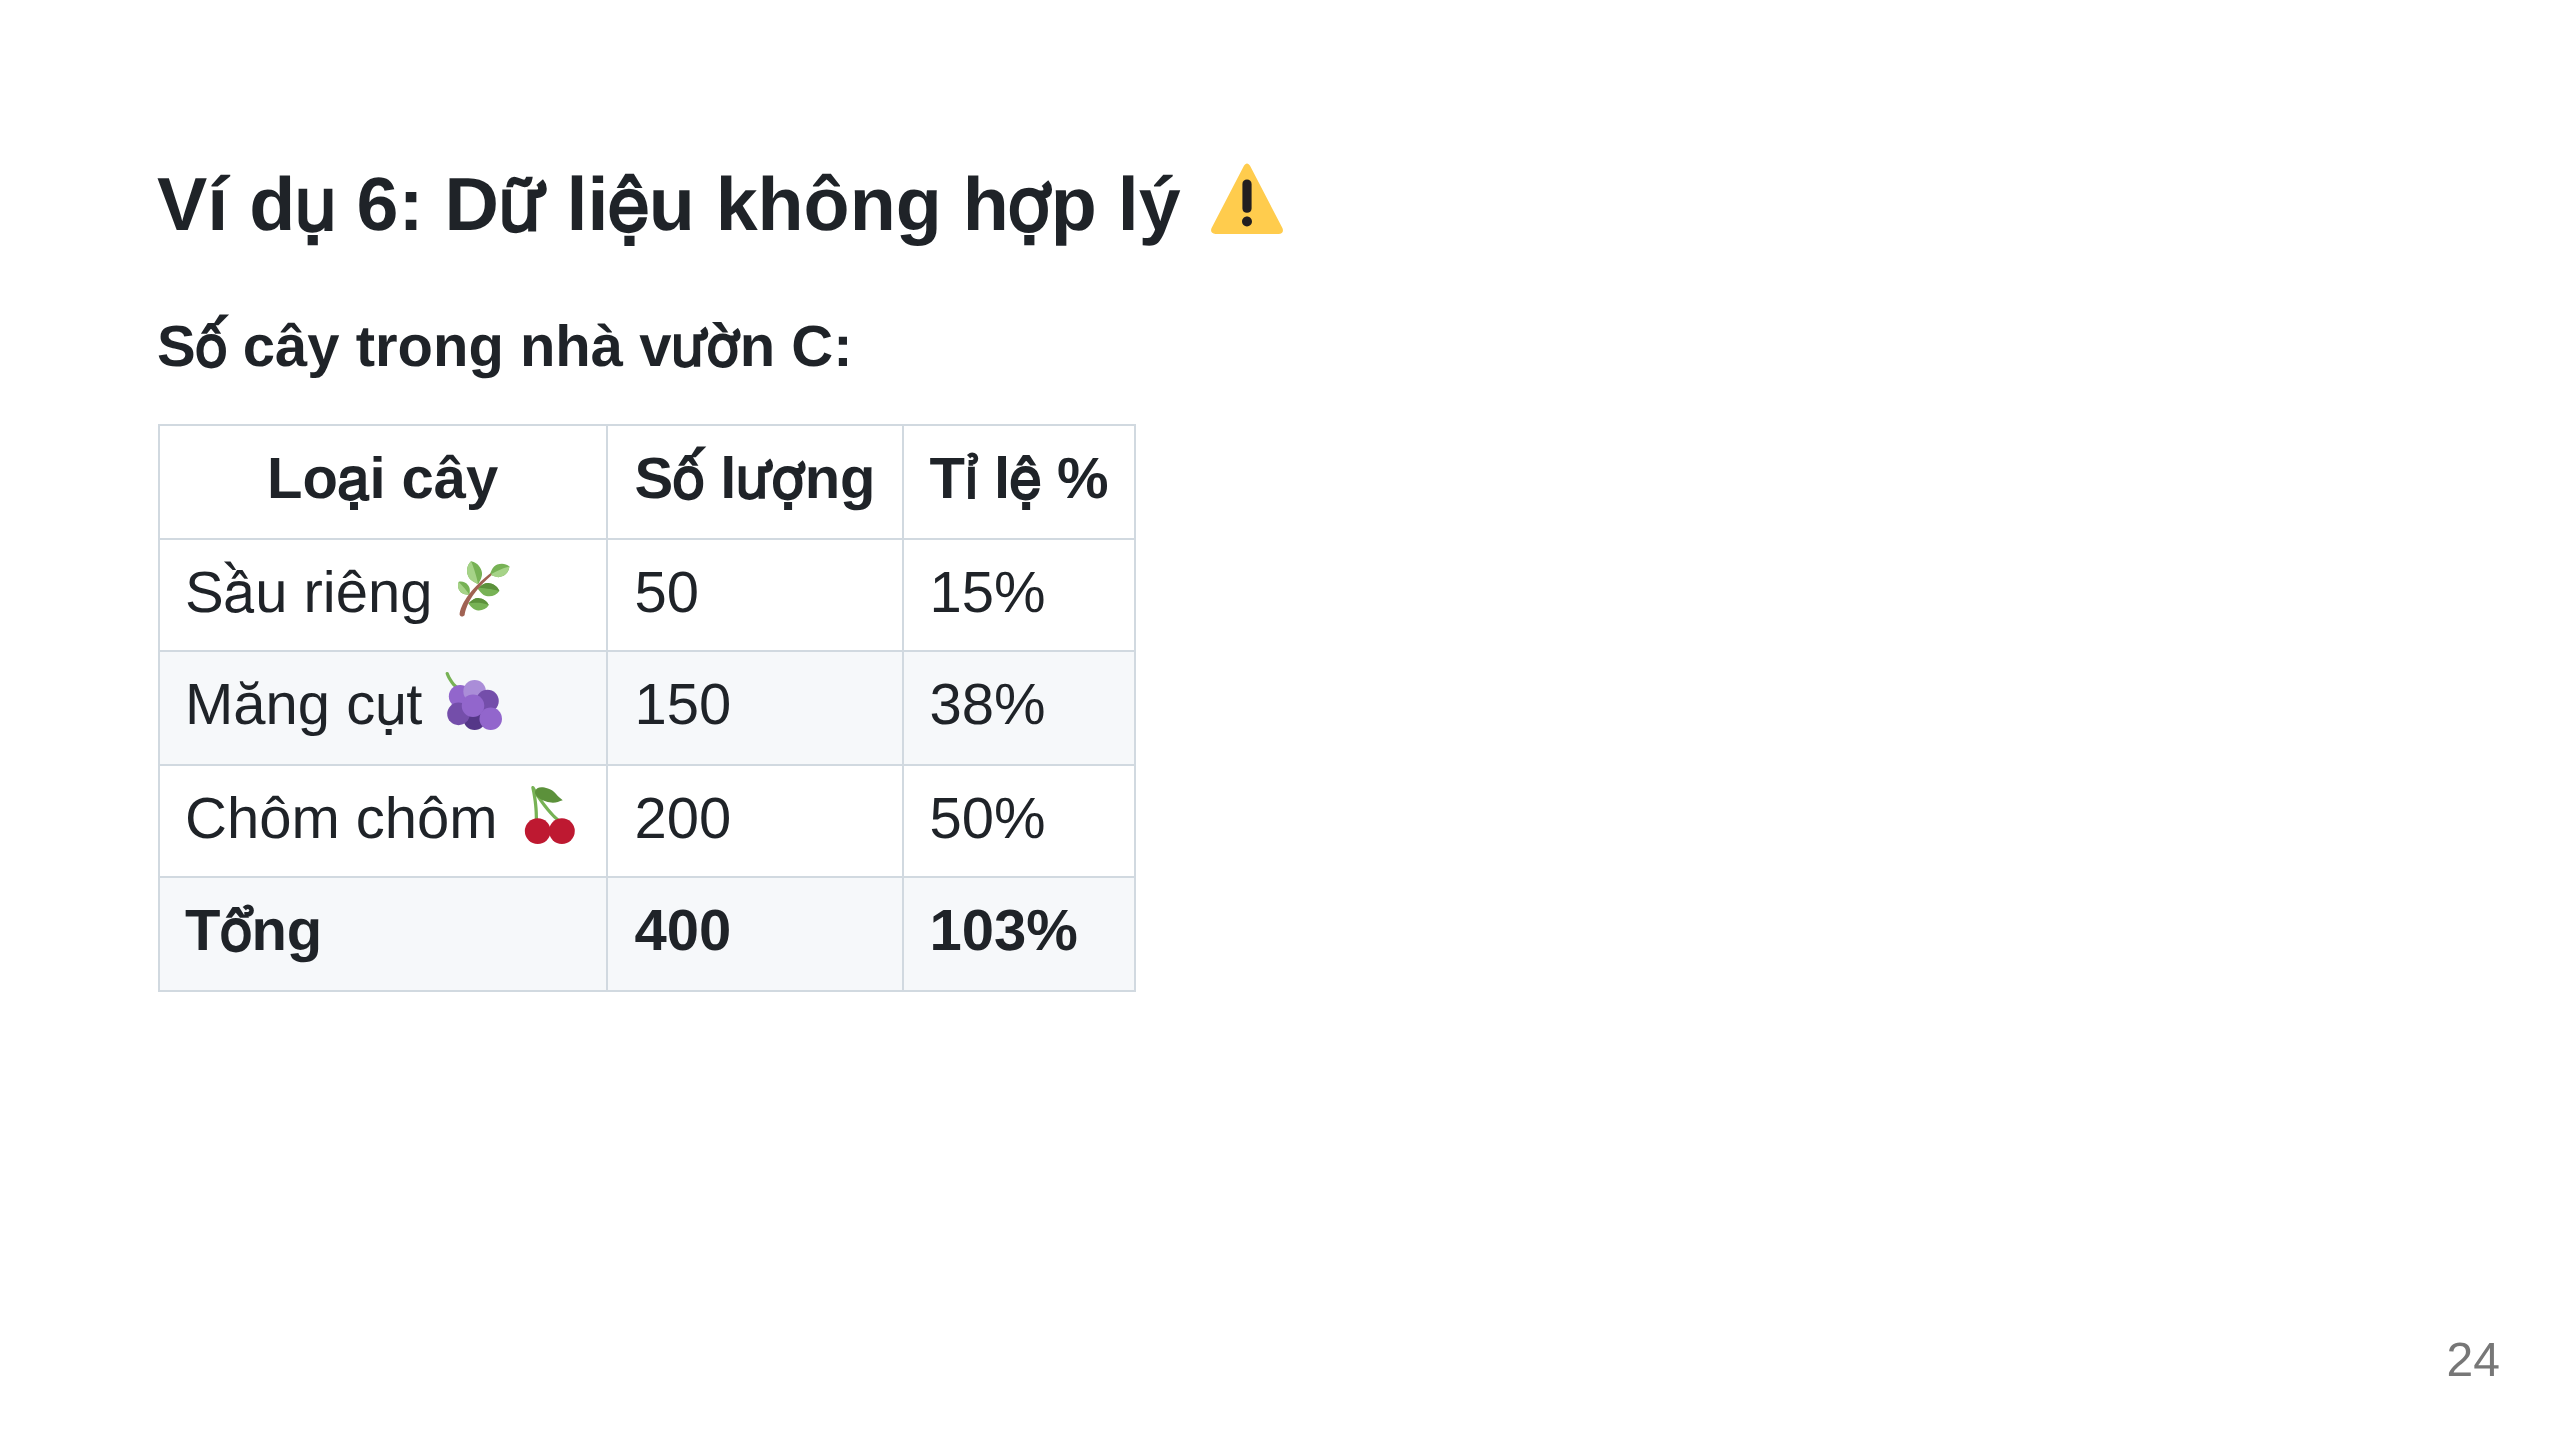 Ví dụ 6: Dữ liệu không hợp lý ⚠️
Số cây trong nhà vườn C:
Loại cây Số lượng Tỉ lệ %
Sầu riêng 🌿 50 15%
Măng cụt 🍇 150 38%
Chôm chôm 🍒 200 50%
Tổng 400 103%
24